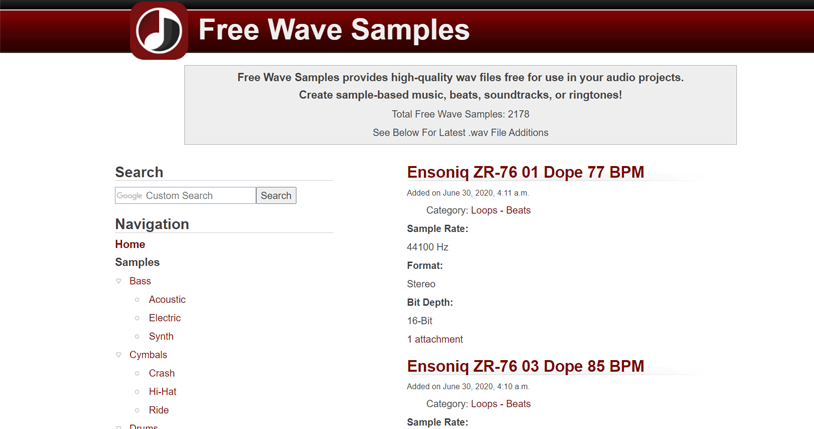 Free Wave Samples
Free Wave Samples provides high-quality wav files free for use in your audio projects.
Create sample-based music, beats, soundtracks, or ringtones!
Total Free Wave Samples: 2178
See Below For Latest .wav File Additions
Search
Google Custom Search
Search
Navigation
Home
Samples
Bass
Acoustic
Electric
Synth
Cymbals
Crash
Hi-Hat
Ride
Drums
Ensoniq ZR-76 01 Dope 77 BPM
Added on June 30, 2020, 4:11 a.m.
Category: Loops - Beats
Sample Rate:
44100 Hz
Format:
Stereo
Bit Depth:
16-Bit
1 attachment
Ensoniq ZR-76 03 Dope 85 BPM
Added on June 30, 2020, 4:10 a.m.
Category: Loops - Beats
Sample Rate: